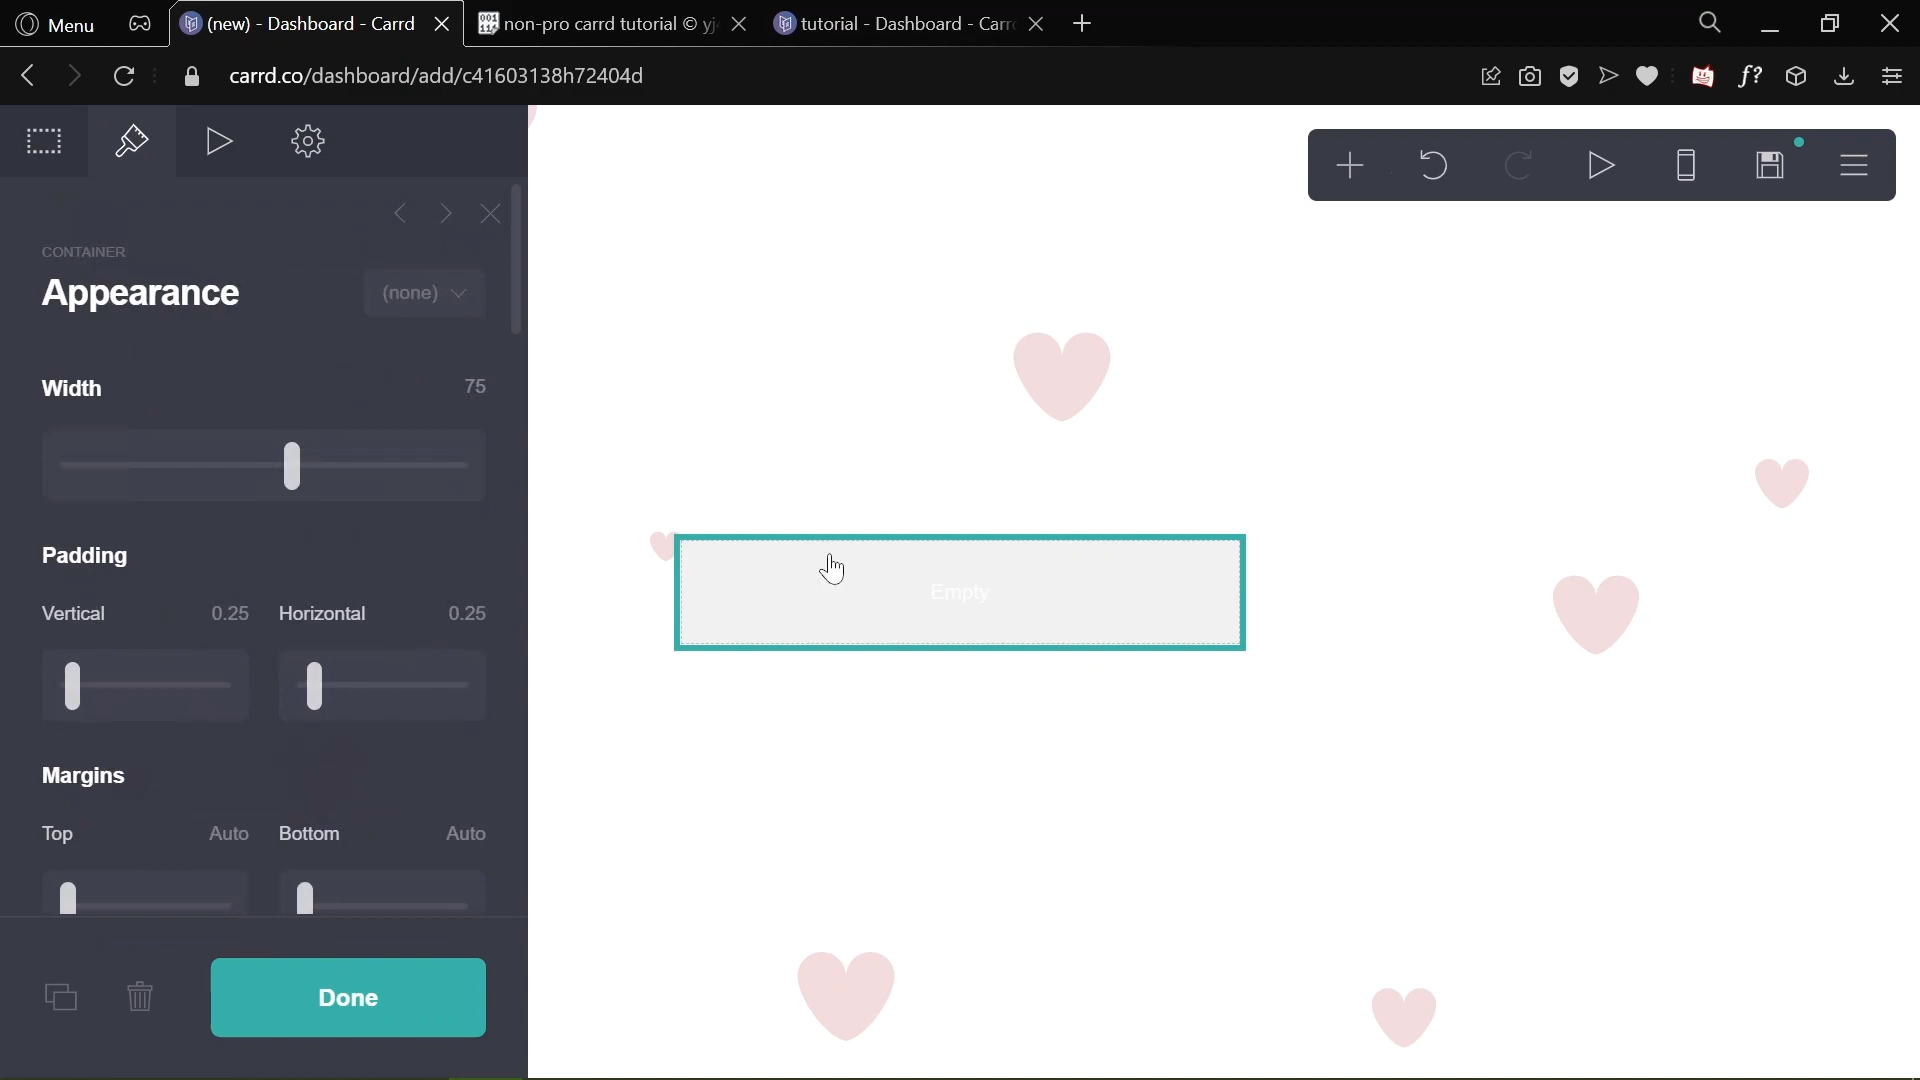 Menu
(new) - Dashboard - Carrd
non-pro carrd tutorial © yj
tutorial - Dashboard - Carr
carrd.co/dashboard/add/c41603138h72404d
CONTAINER
Appearance
(none)
Width 75
Padding
Vertical 0.25 Horizontal 0.25
Margins
Top Auto Bottom Auto
Done
Empty